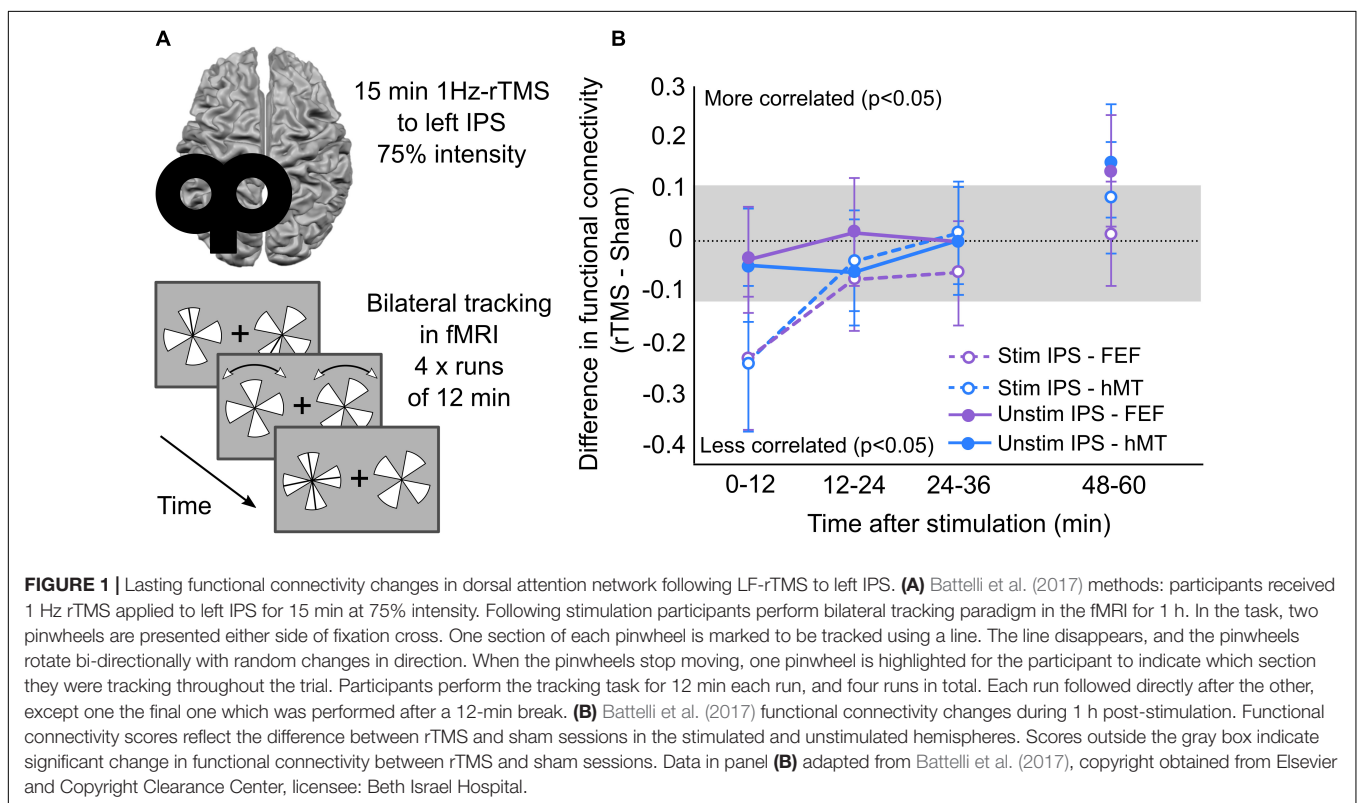 A
15 min 1Hz-rTMS
to left IPS
75% intensity
Bilateral tracking
in fMRI
4 x runs
of 12 min
Time
B
Difference in functional connectivity
(rTMS - Sham)
0.3
0.2
0.1
0
-0.1
-0.2
-0.3
-0.4
More correlated (p<0.05)
Less correlated (p<0.05)
Stim IPS - FEF
Stim IPS - hMT
Unstim IPS - FEF
Unstim IPS - hMT
0-12 12-24 24-36 48-60
Time after stimulation (min)
FIGURE 1 | Lasting functional connectivity changes in dorsal attention network following LF-rTMS to left IPS. (A) Battelli et al. (2017) methods: participants received
1 Hz rTMS applied to left IPS for 15 min at 75% intensity. Following stimulation participants perform bilateral tracking paradigm in the fMRI for 1 h. In the task, two
pinwheels are presented either side of fixation cross. One section of each pinwheel is marked to be tracked using a line. The line disappears, and the pinwheels
rotate bi-directionally with random changes in direction. When the pinwheels stop moving, one pinwheel is highlighted for the participant to indicate which section
they were tracking throughout the trial. Participants perform the tracking task for 12 min each run, and four runs in total. Each run followed directly after the other,
except one the final one which was performed after a 12-min break. (B) Battelli et al. (2017) functional connectivity changes during 1 h post-stimulation. Functional
connectivity scores reflect the difference between rTMS and sham sessions in the stimulated and unstimulated hemispheres. Scores outside the gray box indicate
significant change in functional connectivity between rTMS and sham sessions. Data in panel (B) adapted from Battelli et al. (2017), copyright obtained from Elsevier
and Copyright Clearance Center, licensee: Beth Israel Hospital.